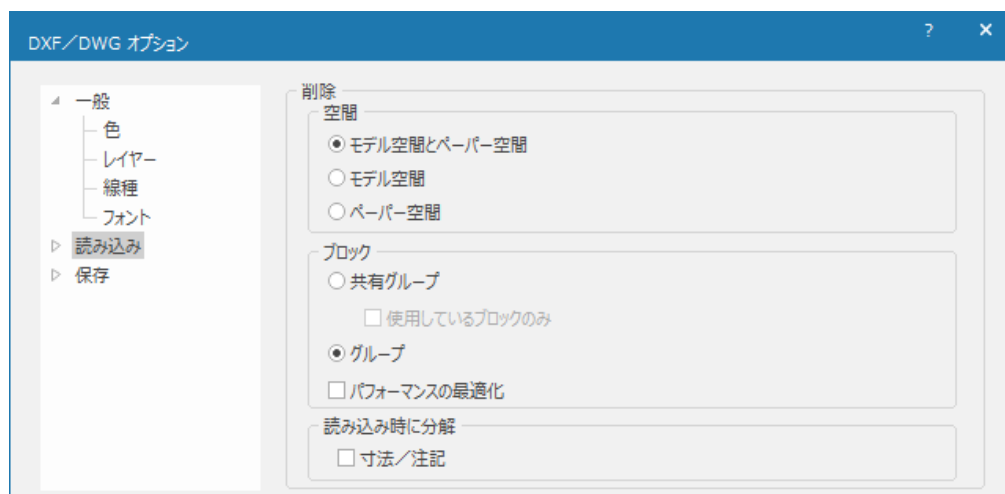 DXF／DWG オプション
?
×
一般
色
レイヤー
線種
フォント
読み込み
保存
削除
空間
モデル空間とペーパー空間
モデル空間
ペーパー空間
ブロック
共有グループ
使用しているブロックのみ
グループ
パフォーマンスの最適化
読み込み時に分解
寸法／注記